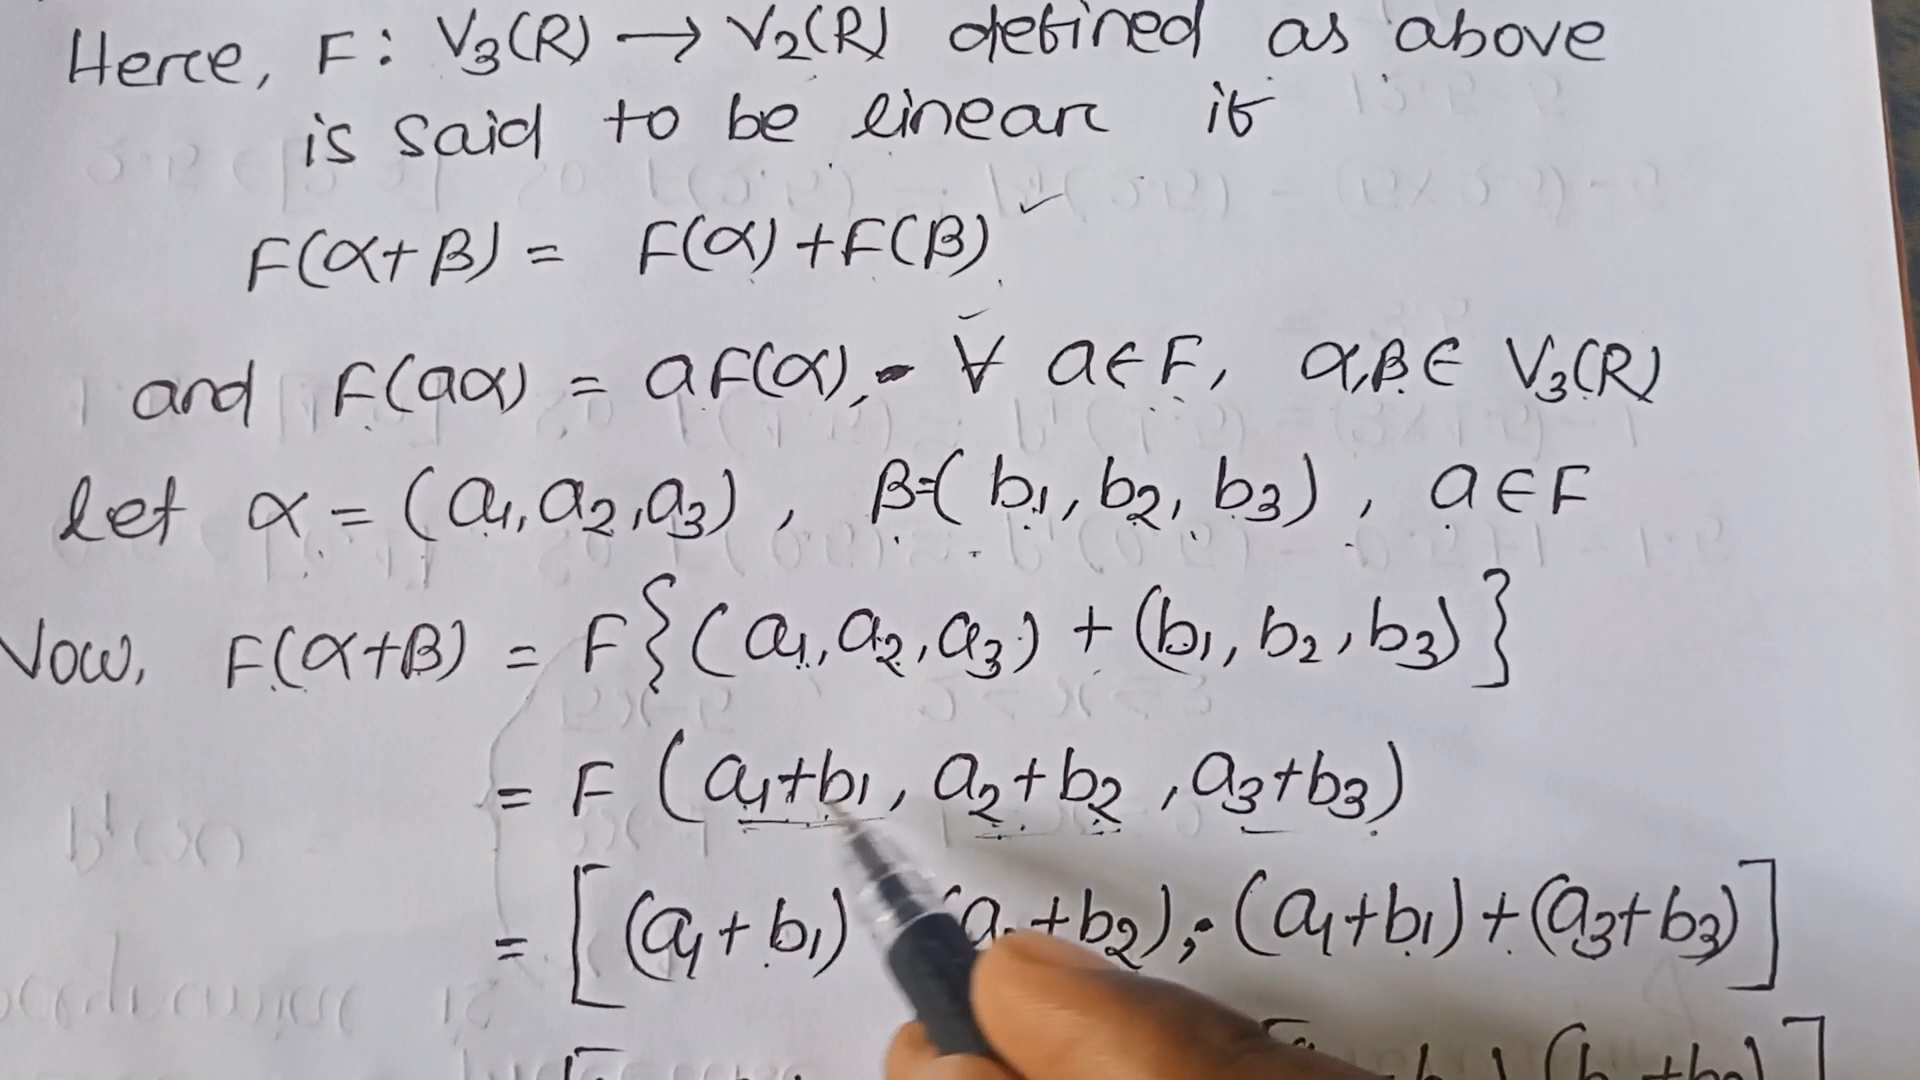 Here, F: V₃(R) → V₂(R) defined as above
is said to be linear if
F(α+β) = F(α)+F(β) ✓
and F(aα) = aF(α), - ∀ a∈F, α,β∈ V₃(R)
let α = (a₁,a₂,a₃), β=(b₁,b₂,b₃), a∈F
Now, F(α+β) = F{(a₁,a₂,a₃) + (b₁,b₂,b₃)}
= F (a₁+b₁, a₂+b₂, a₃+b₃)
= [(a₁+b₁) (a +b₂), (a₁+b₁)+(a₃+b₃)]